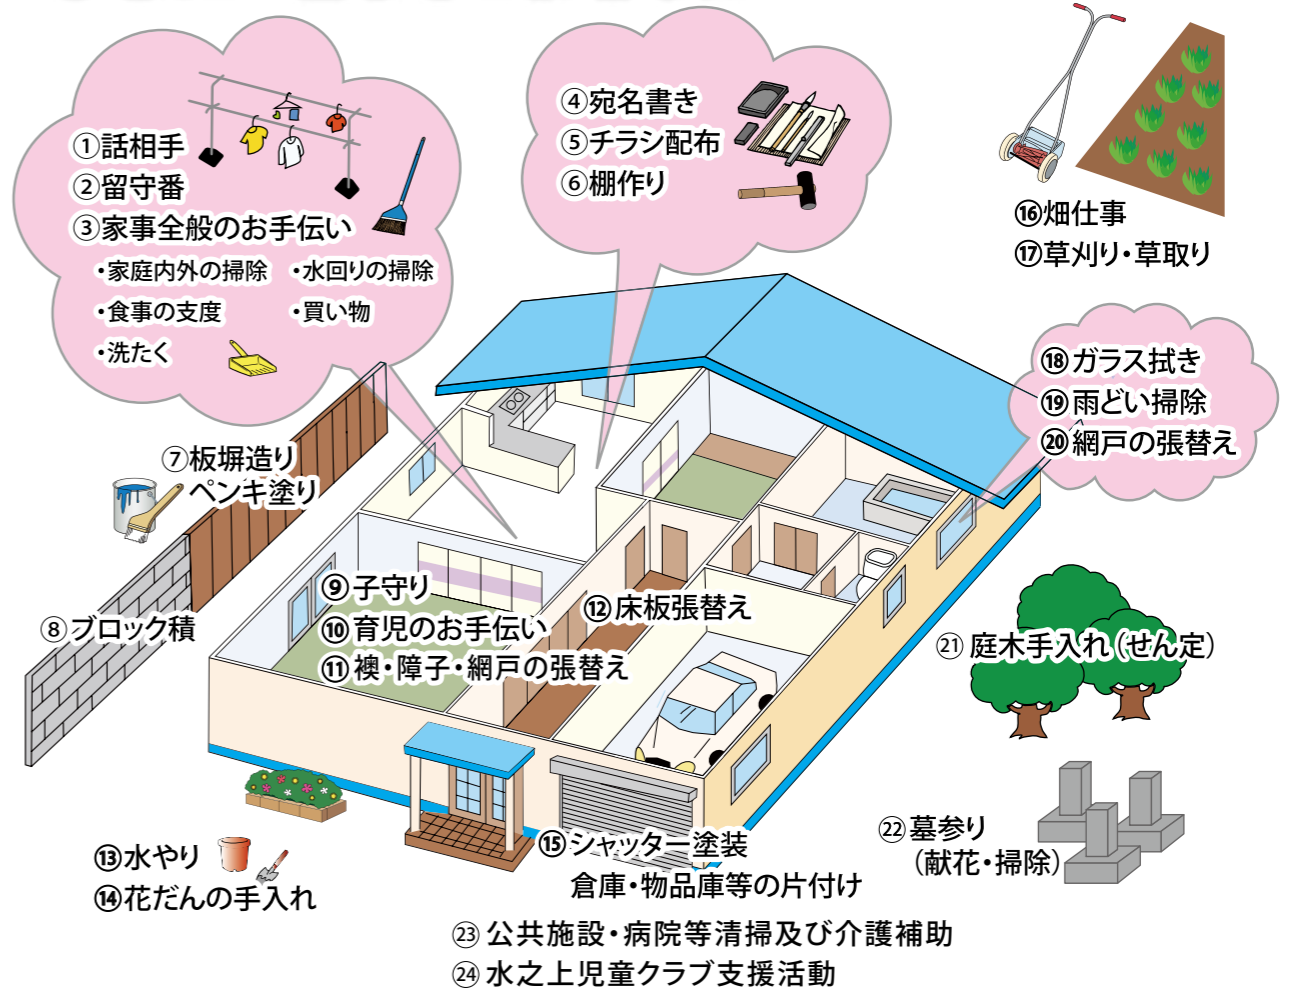 ①話相手
②留守番
③家事全般のお手伝い
・家庭内外の掃除 ・水回りの掃除
・食事の支度 ・買い物
・洗たく
④宛名書き
⑤チラシ配布
⑥棚作り
⑦板塀造り
ペンキ塗り
⑧ブロック積
⑨子守り
⑩育児のお手伝い
⑪襖・障子・網戸の張替え
⑫床板張替え
⑬水やり
⑭花だんの手入れ
⑮シャッター塗装
倉庫・物品庫等の片付け
⑯畑仕事
⑰草刈り・草取り
⑱ガラス拭き
⑲雨どい掃除
⑳網戸の張替え
㉑庭木手入れ(せん定)
㉒墓参り
(献花・掃除)
㉓公共施設・病院等清掃及び介護補助
㉔水之上児童クラブ支援活動